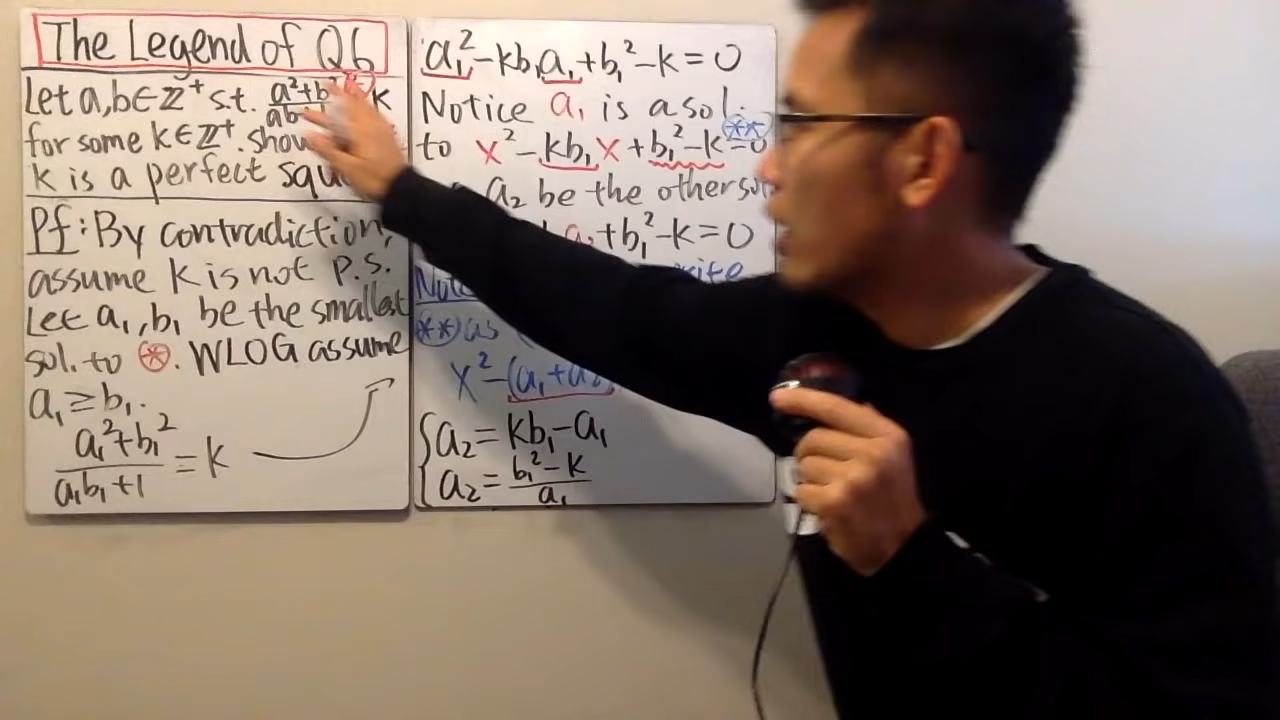 The Legend of Q6
Let a, b ∈ ℤ⁺ s.t. a²+b² k
ab
for some k ∈ ℤ⁺. Show
k is a perfect
Pf: By contradiction,
assume k is not p.s.
Let a₁, b₁ be the smallest
sol. to ⊛. WLOG assume
a₁ ≥ b₁.
a₁²+b₁²
a₁b₁+1 = k
a₁² - kb₁a₁ + b₁² - k = 0
Notice a₁ is a sol.
(**)
to x² - kb₁x + b₁² - k = 0
a₂ be the other
+ b₁² - k = 0
(**) as
x² - (a₁+a₂
a₂ = kb₁ - a₁
a₂ = b₁² - k
a₁